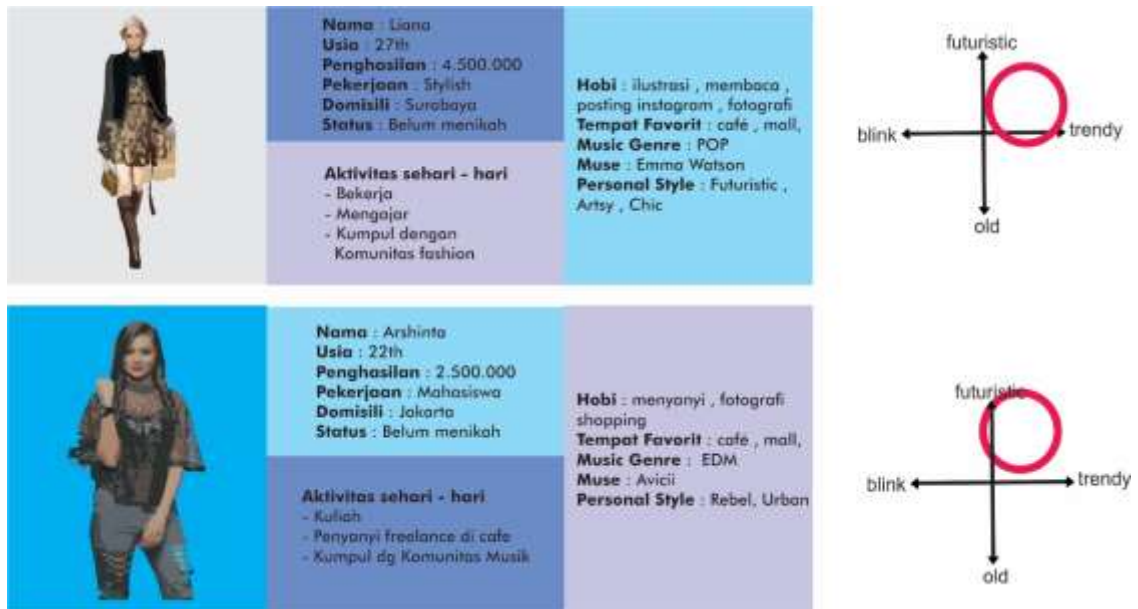 Nama : Liana
Usia : 27th
Penghasilan : 4.500.000
Pekerjaan : Stylish
Domisili : Surabaya
Status : Belum menikah
Aktivitas sehari - hari
- Bekerja
- Mengajar
- Kumpul dengan
Komunitas fashion
Hobi : ilustrasi , membaca ,
posting instagram , fotografi
Tempat Favorit : café , mall,
Music Genre : POP
Muse : Emma Watson
Personal Style : Futuristic ,
Artsy , Chic
futuristic
blink
trendy
old
Nama : Arshinta
Usia : 22th
Penghasilan : 2.500.000
Pekerjaan : Mahasiswa
Domisili : Jakarta
Status : Belum menikah
Aktivitas sehari - hari
- Kuliah
- Penyanyi freelance di cafe
- Kumpul dg Komunitas Musik
Hobi : menyanyi , fotografi
shopping
Tempat Favorit : café , mall,
Music Genre : EDM
Muse : Avicii
Personal Style : Rebel, Urban
futuristic
blink
trendy
old